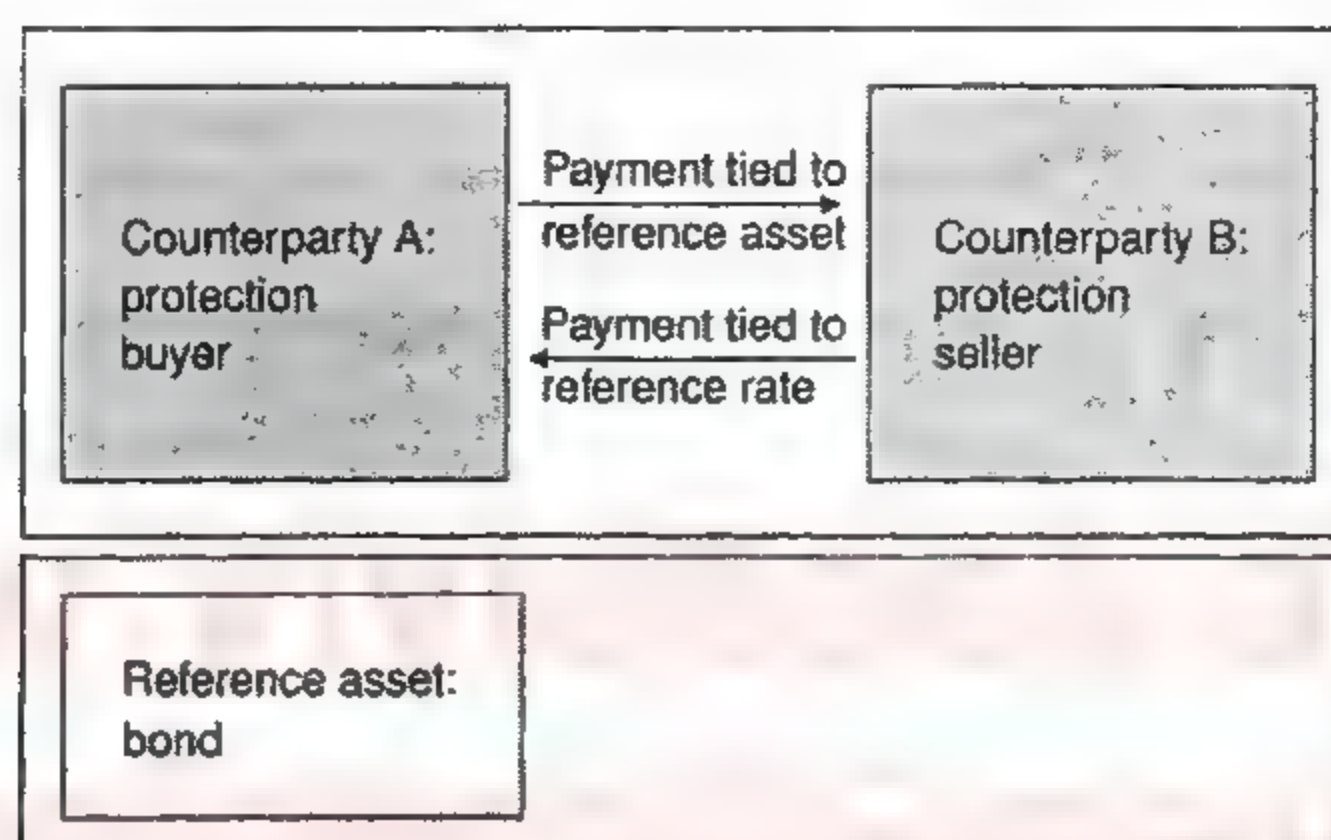 Counterparty A:
protection
buyer
Payment tied to
reference asset
Payment tied to
reference rate
Counterparty B:
protection
seller
Reference asset:
bond